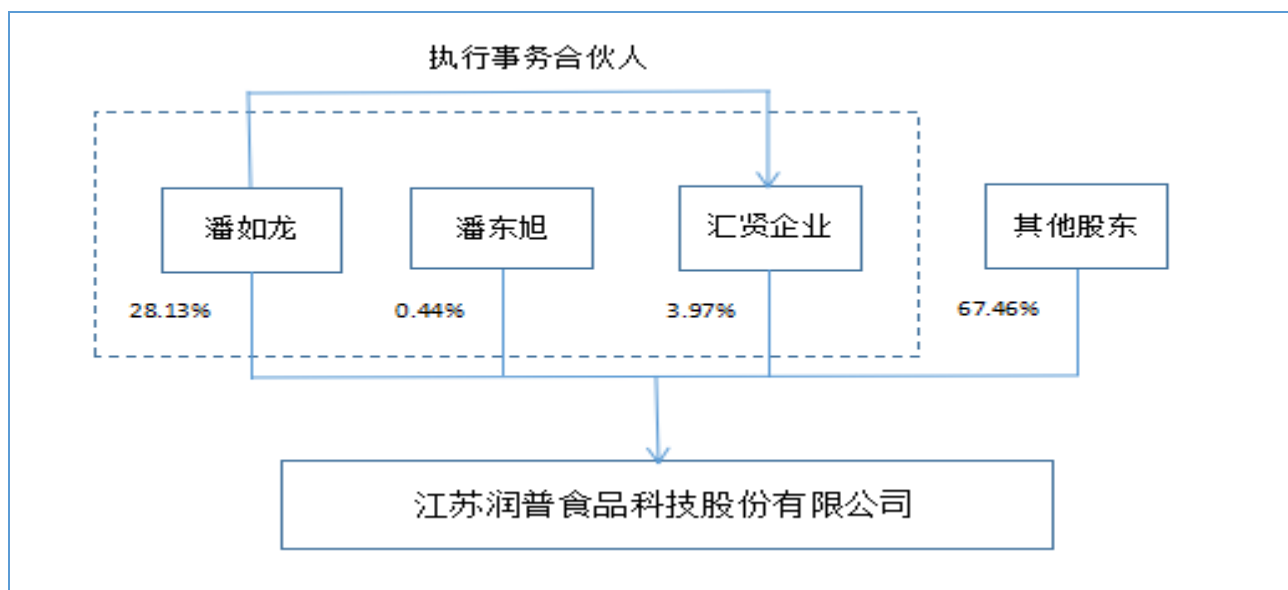 执行事务合伙人
潘如龙
潘东旭
汇贤企业
其他股东
28.13%
0.44%
3.97%
67.46%
江苏润普食品科技股份有限公司